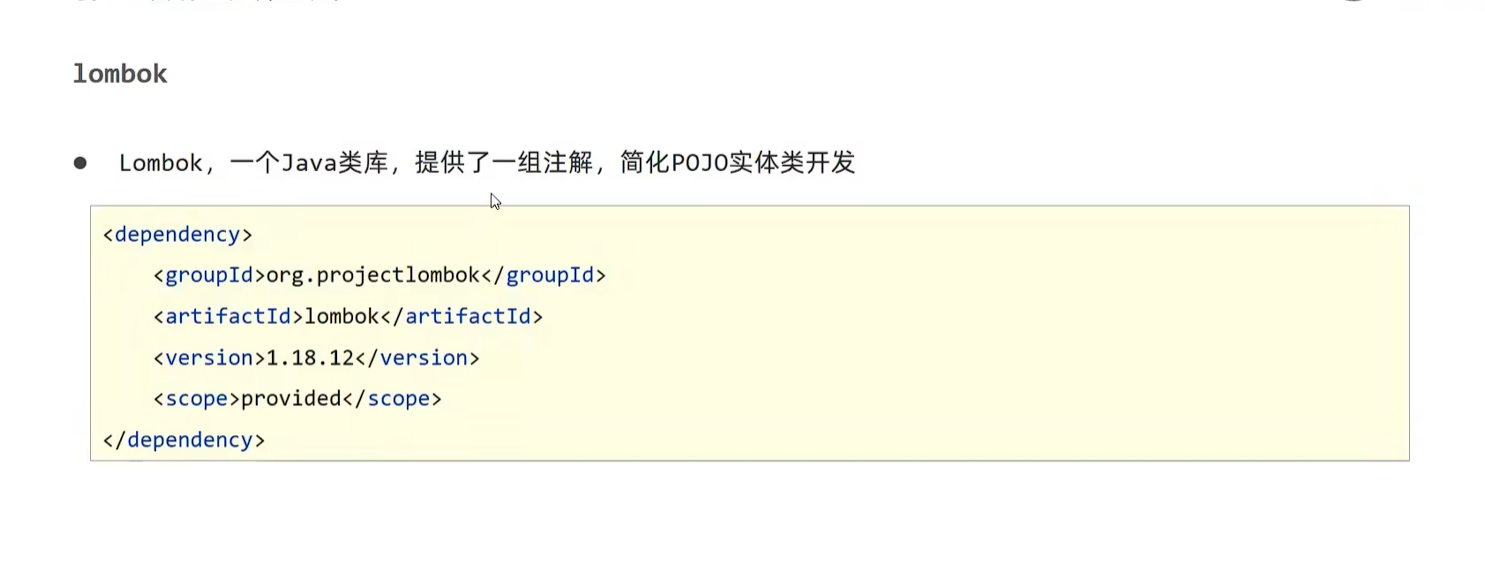 lombok
● Lombok，一个Java类库，提供了一组注解，简化POJO实体类开发
<dependency>
    <groupId>org.projectlombok</groupId>
    <artifactId>lombok</artifactId>
    <version>1.18.12</version>
    <scope>provided</scope>
</dependency>